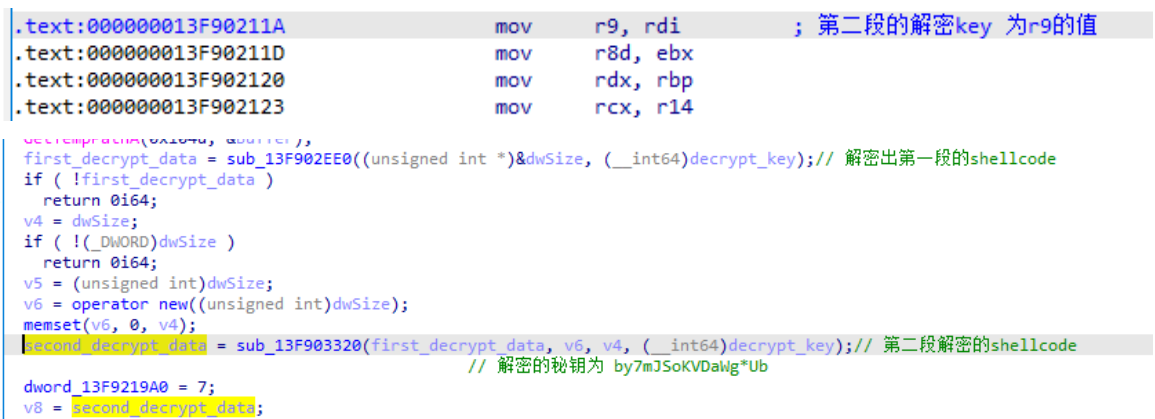 .text:000000013F90211A mov r9, rdi ; 第二段的解密key 为r9的值
.text:000000013F90211D mov r8d, ebx
.text:000000013F902120 mov rdx, rbp
.text:000000013F902123 mov rcx, r14
GetTempPathA(0x104u, &Buffer);
first_decrypt_data = sub_13F902EE0((unsigned int *)&dwSize, (__int64)decrypt_key);// 解密出第一段的shellcode
if ( !first_decrypt_data )
return 0i64;
v4 = dwSize;
if ( !(_DWORD)dwSize )
return 0i64;
v5 = (unsigned int)dwSize;
v6 = operator new((unsigned int)dwSize);
memset(v6, 0, v4);
second_decrypt_data = sub_13F903320(first_decrypt_data, v6, v4, (__int64)decrypt_key);// 第二段解密的shellcode
// 解密的秘钥为 by7mJSoKVDaWg*Ub
dword_13F9219A0 = 7;
v8 = second_decrypt_data;